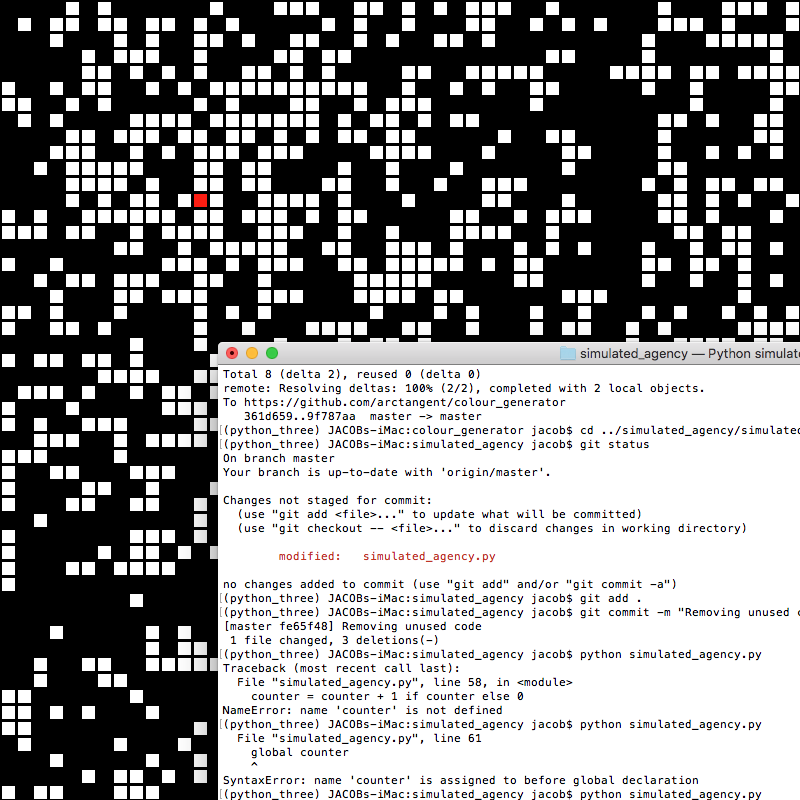 simulated_agency — Python simulate
Total 8 (delta 2), reused 0 (delta 0)
remote: Resolving deltas: 100% (2/2), completed with 2 local objects.
To https://github.com/arctangent/colour_generator
361d659..9f787aa  master -> master
[(python_three) JACOBs-iMac:colour_generator jacob$ cd ../simulated_agency/simulated
[(python_three) JACOBs-iMac:simulated_agency jacob$ git status
On branch master
Your branch is up-to-date with 'origin/master'.
Changes not staged for commit:
(use "git add <file>..." to update what will be committed)
(use "git checkout -- <file>..." to discard changes in working directory)
modified:   simulated_agency.py
no changes added to commit (use "git add" and/or "git commit -a")
[(python_three) JACOBs-iMac:simulated_agency jacob$ git add .
[(python_three) JACOBs-iMac:simulated_agency jacob$ git commit -m "Removing unused c
[master fe65f48] Removing unused code
1 file changed, 3 deletions(-)
[(python_three) JACOBs-iMac:simulated_agency jacob$ python simulated_agency.py
Traceback (most recent call last):
File "simulated_agency.py", line 58, in <module>
counter = counter + 1 if counter else 0
NameError: name 'counter' is not defined
[(python_three) JACOBs-iMac:simulated_agency jacob$ python simulated_agency.py
File "simulated_agency.py", line 61
global counter
^
SyntaxError: name 'counter' is assigned to before global declaration
[(python_three) JACOBs-iMac:simulated_agency jacob$ python simulated_agency.py